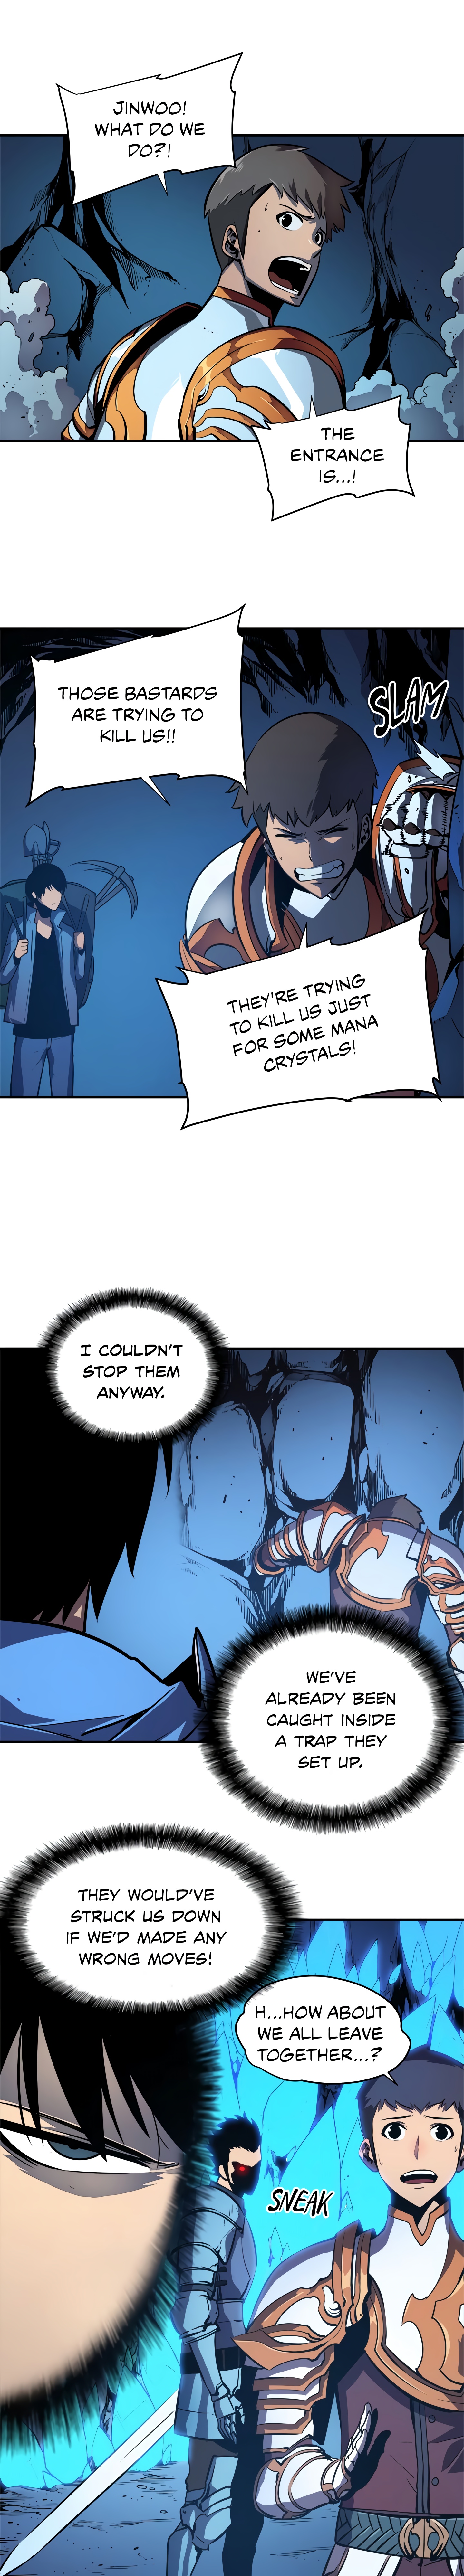 JINWOO!
WHAT DO WE
DO?!
THE
ENTRANCE
IS...!
THOSE BASTARDS
ARE TRYING TO
KILL US!!
SLAM
THEY'RE TRYING
TO KILL US JUST
FOR SOME MANA
CRYSTALS!
I COULDN'T
STOP THEM
ANYWAY.
WE'VE
ALREADY BEEN
CAUGHT INSIDE
A TRAP THEY
SET UP.
THEY WOULD'VE
STRUCK US DOWN
IF WE'D MADE ANY
WRONG MOVES!
H...HOW ABOUT
WE ALL LEAVE
TOGETHER...?
SNEAK